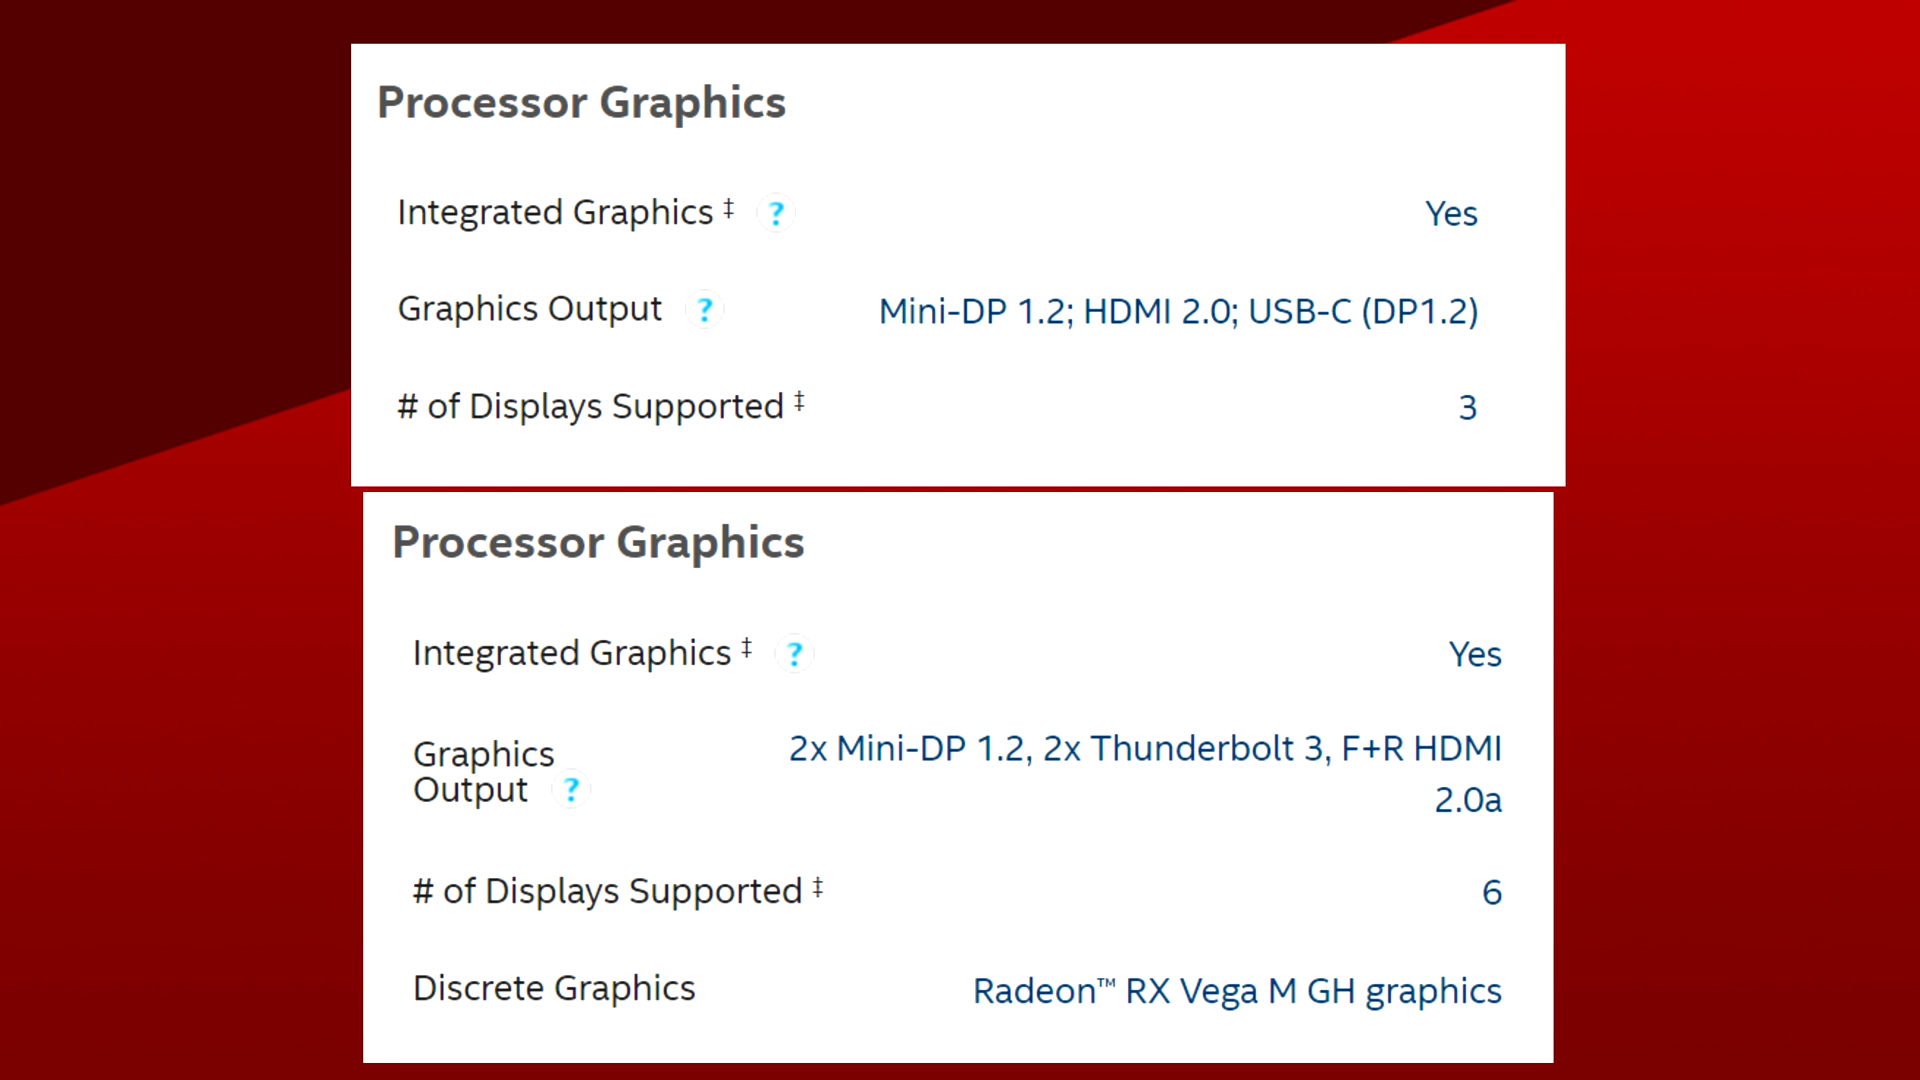 Processor Graphics
Integrated Graphics ‡ ? Yes
Graphics Output ? Mini-DP 1.2; HDMI 2.0; USB-C (DP1.2)
# of Displays Supported ‡ 3
Processor Graphics
Integrated Graphics ‡ ? Yes
Graphics
Output ?
2x Mini-DP 1.2, 2x Thunderbolt 3, F+R HDMI
2.0a
# of Displays Supported ‡ 6
Discrete Graphics Radeon™ RX Vega M GH graphics